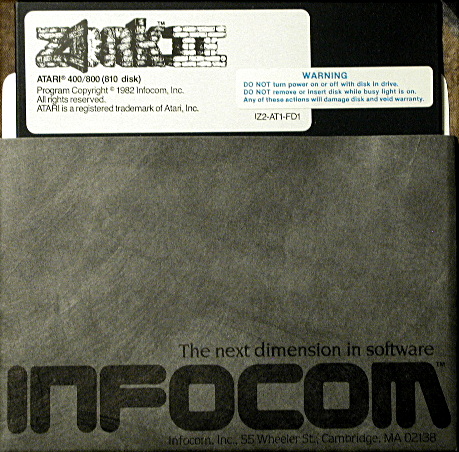 ZORK II
ATARI® 400/800 (810 disk)
Program Copyright © 1982 Infocom, Inc.
All rights reserved.
ATARI is a registered trademark of Atari, Inc.
WARNING
DO NOT turn power on or off with disk in drive.
DO NOT remove or insert disk while busy light is on.
Any of these actions will damage disk and void warranty.
IZ2-AT1-FD1
The next dimension in software
INFOCOM™
Infocom, Inc., 55 Wheeler St., Cambridge, MA 02138